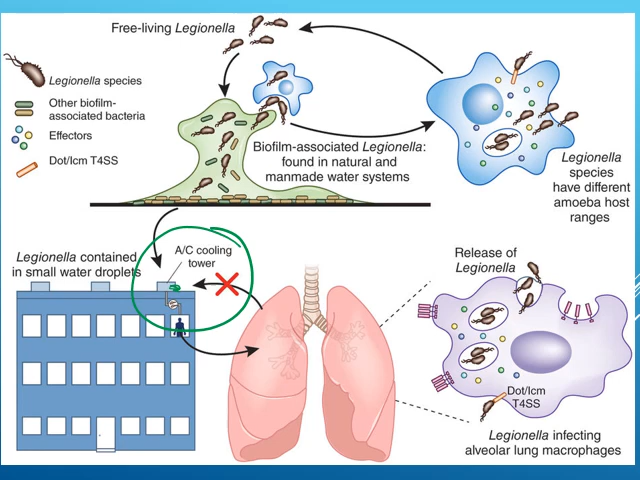 Free-living Legionella
Legionella species
Other biofilm-
associated bacteria
Effectors
Dot/Icm T4SS
Biofilm-associated Legionella:
found in natural and
manmade water systems
Legionella
species
have different
amoeba host
ranges
Legionella contained
in small water droplets
A/C cooling
tower
Release of
Legionella
Dot/Icm
T4SS
Legionella infecting
alveolar lung macrophages